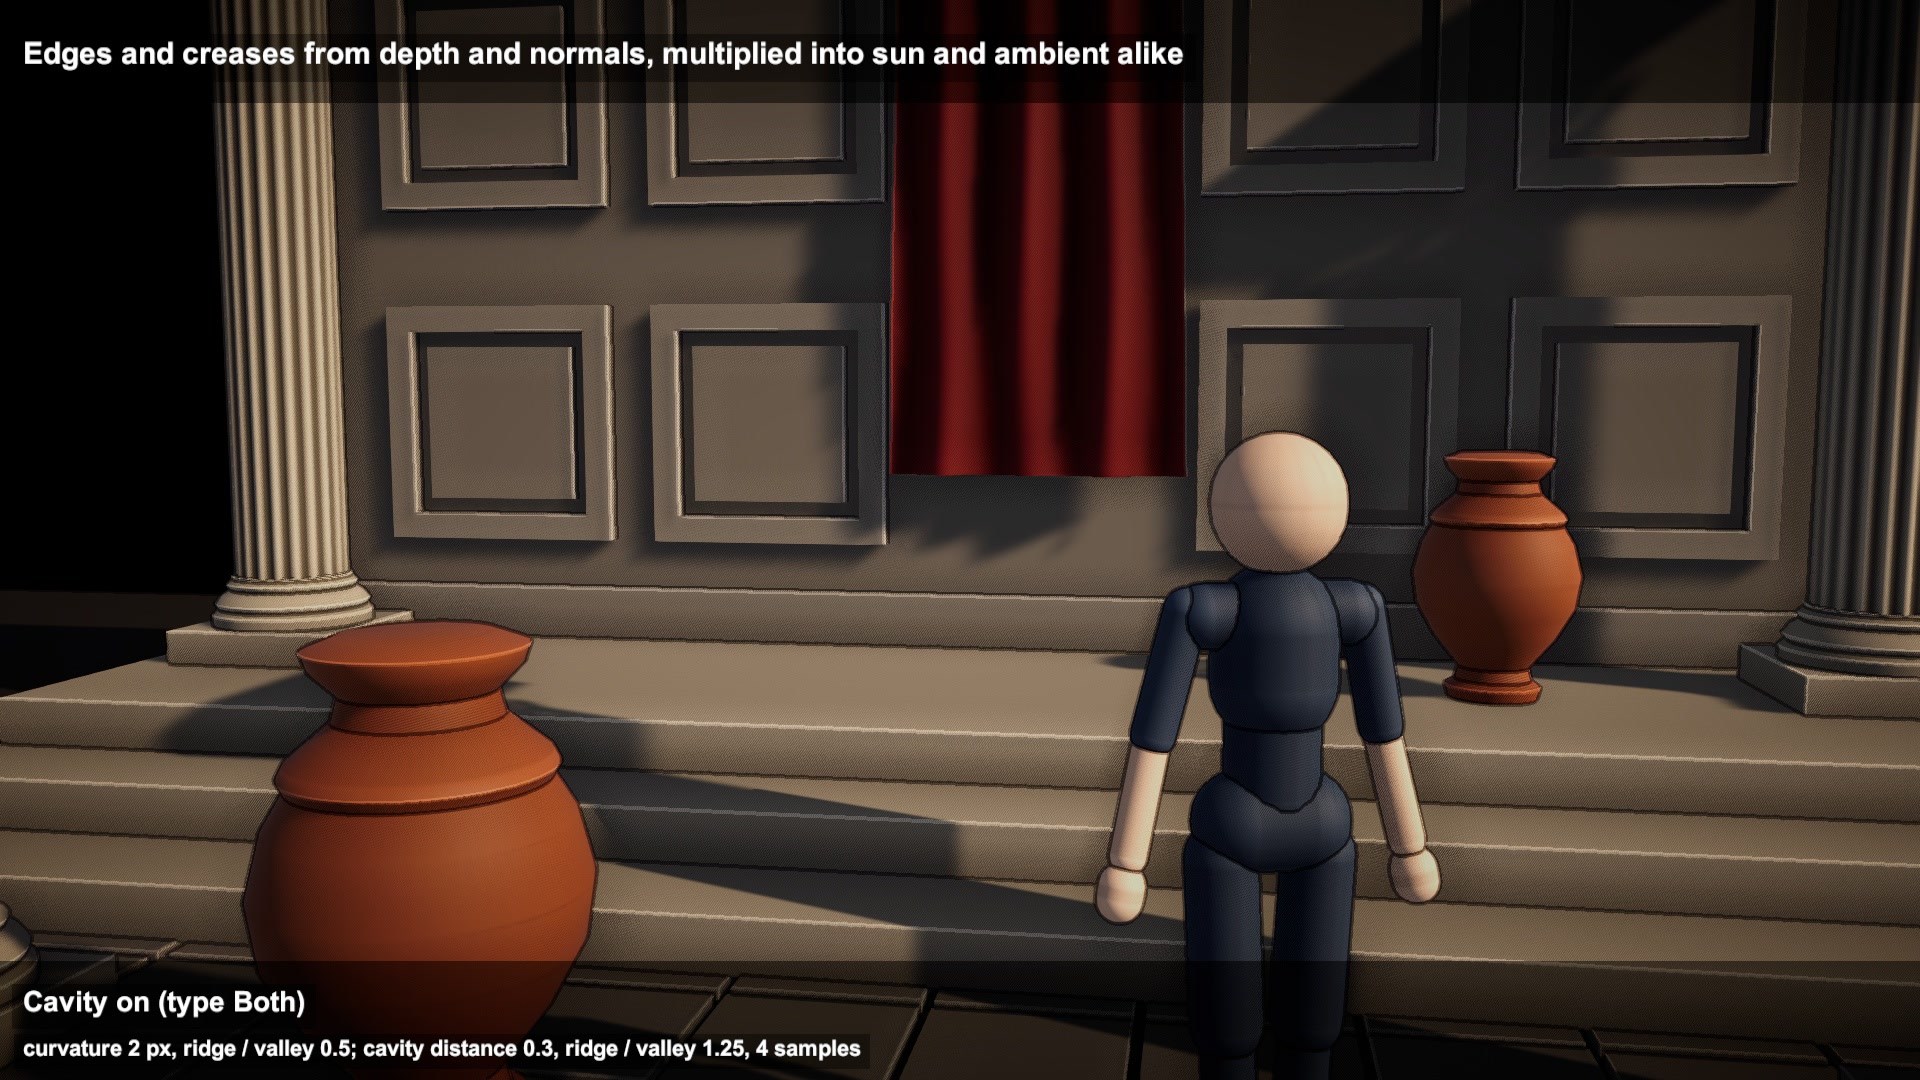 Edges and creases from depth and normals, multiplied into sun and ambient alike
Cavity on (type Both)
curvature 2 px, ridge / valley 0.5; cavity distance 0.3, ridge / valley 1.25, 4 samples